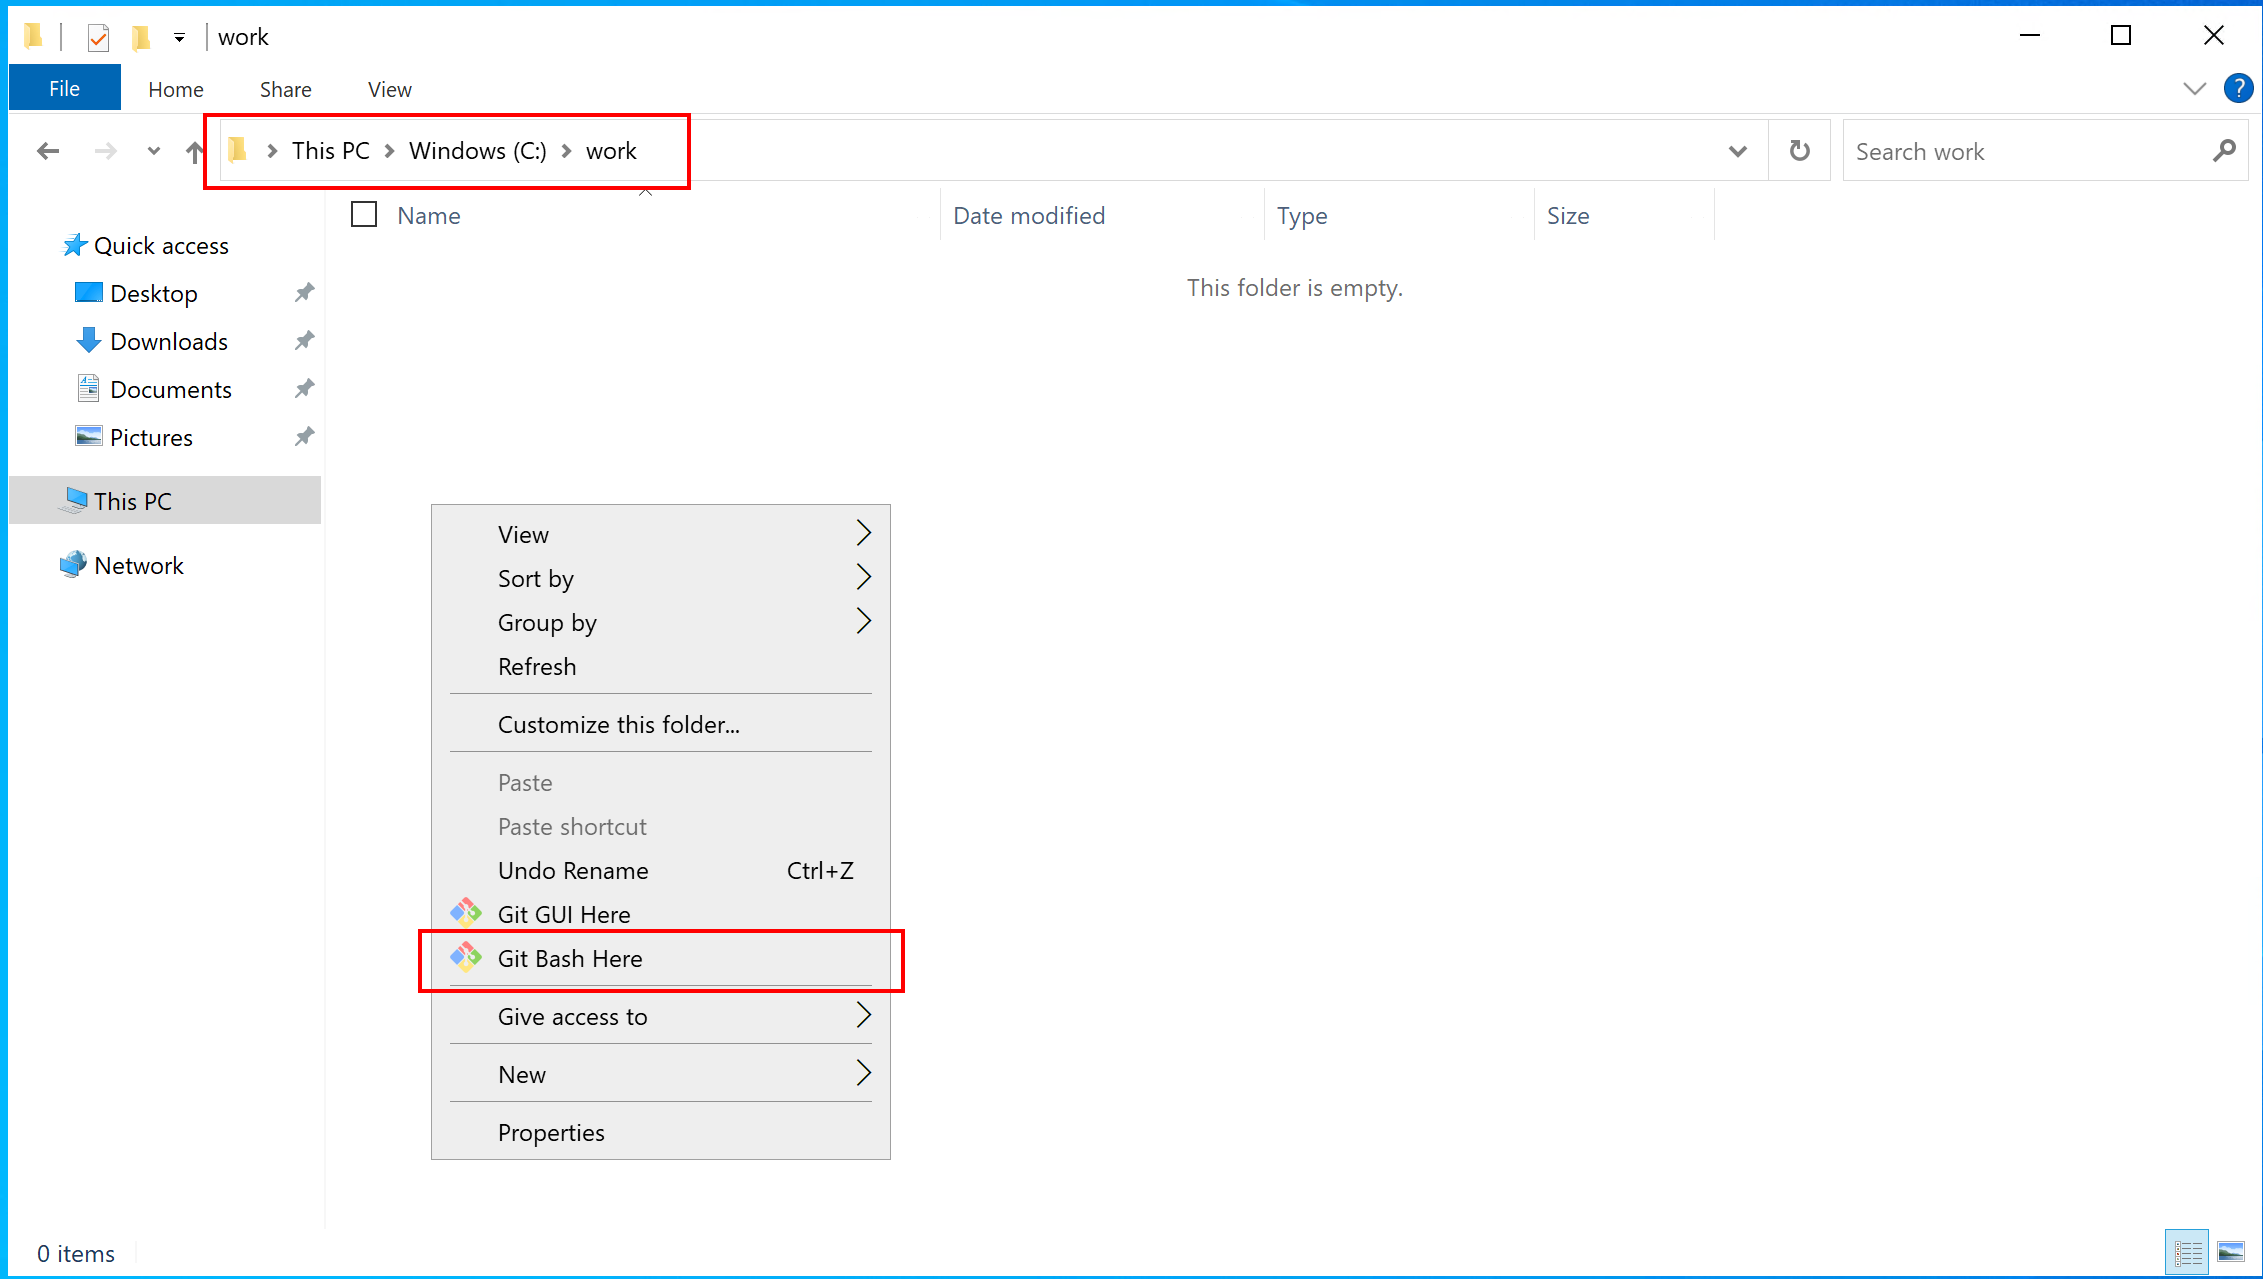 work
File Home Share View
This PC Windows (C:) work
Search work
Name Date modified Type Size
This folder is empty.
Quick access
Desktop
Downloads
Documents
Pictures
This PC
Network
View
Sort by
Group by
Refresh
Customize this folder...
Paste
Paste shortcut
Undo Rename Ctrl+Z
Git GUI Here
Git Bash Here
Give access to
New
Properties
0 items